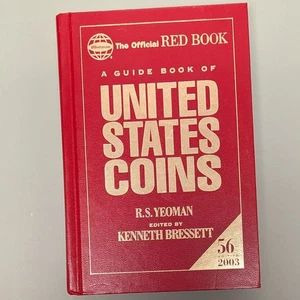 The Official RED BOOK
A GUIDE BOOK OF
UNITED
STATES
COINS
R.S. YEOMAN
EDITED BY
KENNETH BRESSETT
56
2003